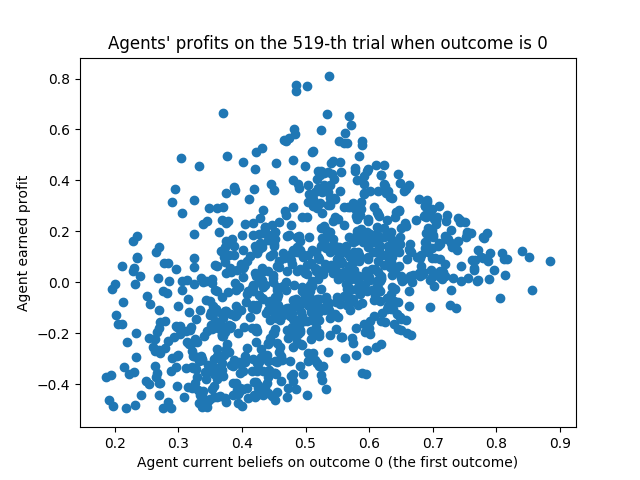 Agents' profits on the 519-th trial when outcome is 0
Agent earned profit
0.8
0.6
0.4
0.2
0.0
−0.2
−0.4
0.2 0.3 0.4 0.5 0.6 0.7 0.8 0.9
Agent current beliefs on outcome 0 (the first outcome)